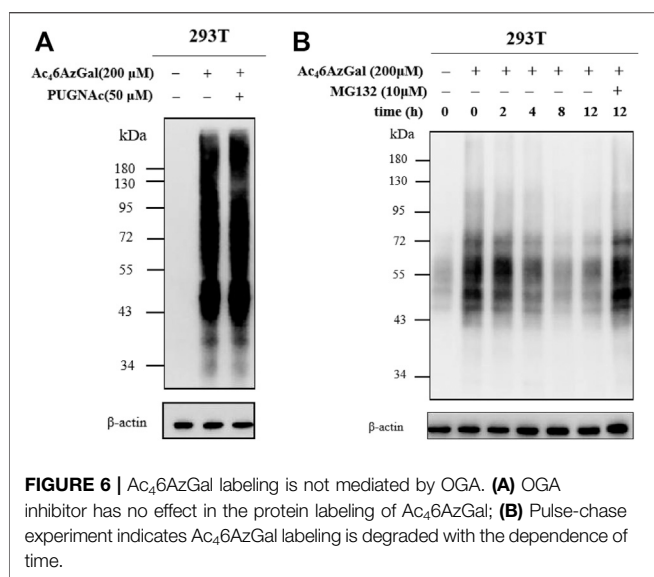 A
293T
Ac₄6AzGal(200 μM) − + +
PUGNAc(50 μM) − − +
kDa
180
130
95
72
55
43
34
β-actin
B
293T
Ac₄6AzGal (200μM) − + + + + + +
MG132 (10μM) − − − − − − +
time (h) 0 0 2 4 8 12 12
kDa
180
130
95
72
55
43
34
β-actin
FIGURE 6 | Ac₄6AzGal labeling is not mediated by OGA. (A) OGA
inhibitor has no effect in the protein labeling of Ac₄6AzGal; (B) Pulse-chase
experiment indicates Ac₄6AzGal labeling is degraded with the dependence of
time.